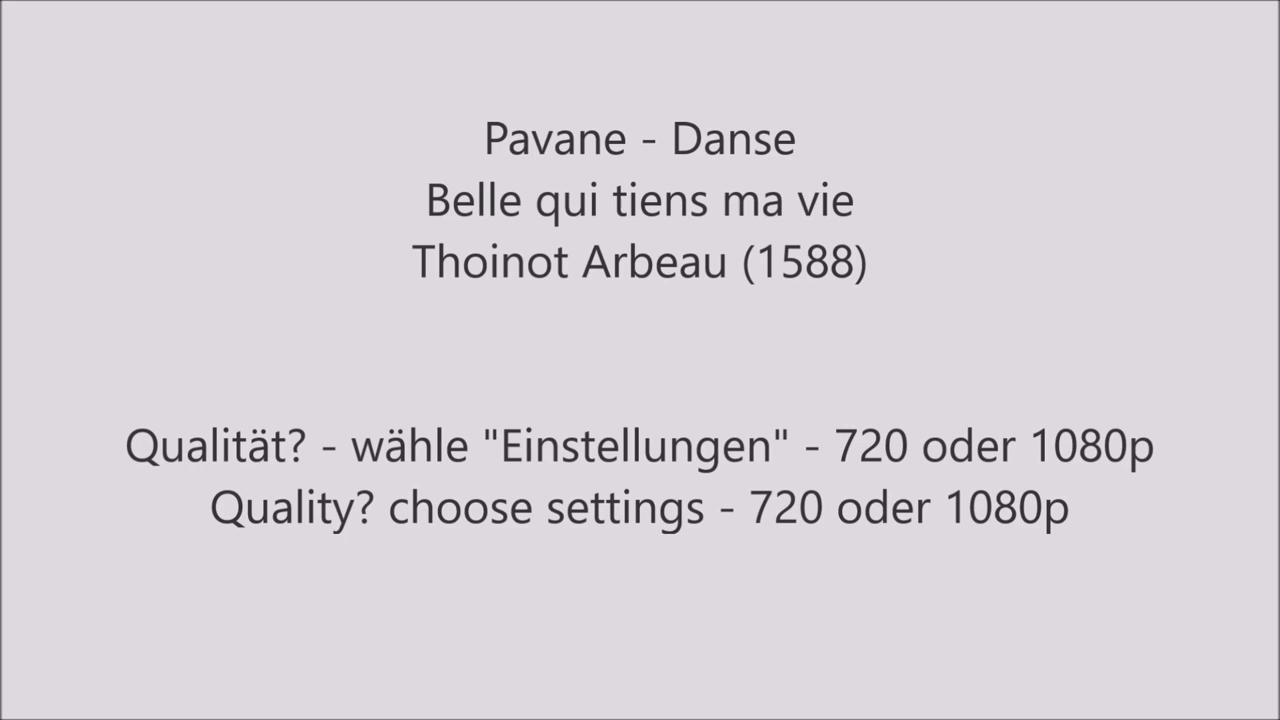 Pavane - Danse
Belle qui tiens ma vie
Thoinot Arbeau (1588)
Qualität? - wähle "Einstellungen" - 720 oder 1080p
Quality? choose settings - 720 oder 1080p